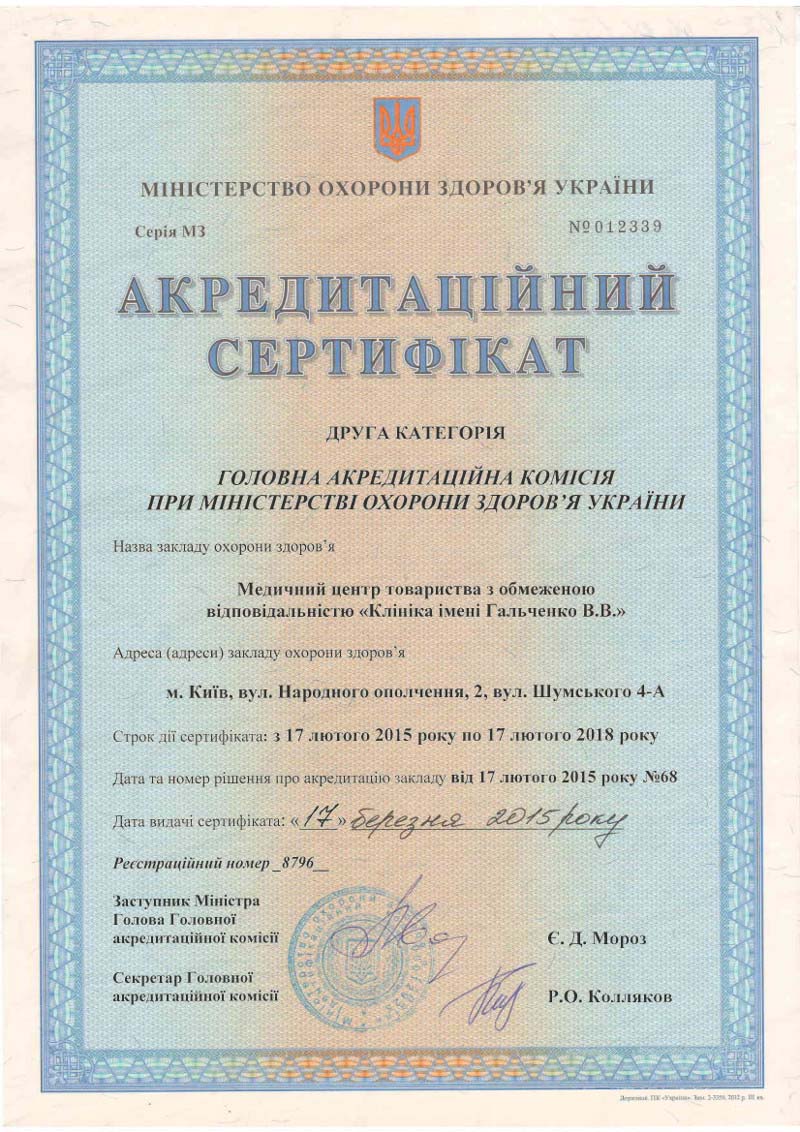 МІНІСТЕРСТВО ОХОРОНИ ЗДОРОВ'Я УКРАЇНИ
Серія МЗ
№012339
АКРЕДИТАЦІЙНИЙ
СЕРТИФІКАТ
ДРУГА КАТЕГОРІЯ
ГОЛОВНА АКРЕДИТАЦІЙНА КОМІСІЯ
ПРИ МІНІСТЕРСТВІ ОХОРОНИ ЗДОРОВ'Я УКРАЇНИ
Назва закладу охорони здоров'я
Медичний центр товариства з обмеженою
відповідальністю «Клініка імені Гальченко В.В.»
Адреса (адреси) закладу охорони здоров'я
м. Київ, вул. Народного ополчення, 2, вул. Шумського 4-А
Строк дії сертифіката: з 17 лютого 2015 року по 17 лютого 2018 року
Дата та номер рішення про акредитацію закладу від 17 лютого 2015 року №68
Дата видачі сертифіката: «17» березня 2015 року
Реєстраційний номер _8796__
Заступник Міністра
Голова Головної
акредитаційної комісії
Є. Д. Мороз
Секретар Головної
акредитаційної комісії
Р.О. Колляков